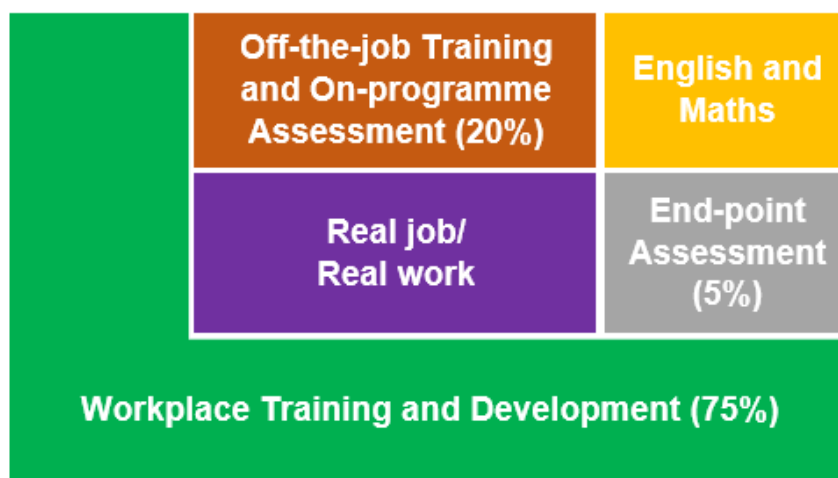 Off-the-job Training
and On-programme
Assessment (20%)
English and
Maths
Real job/
Real work
End-point
Assessment
(5%)
Workplace Training and Development (75%)